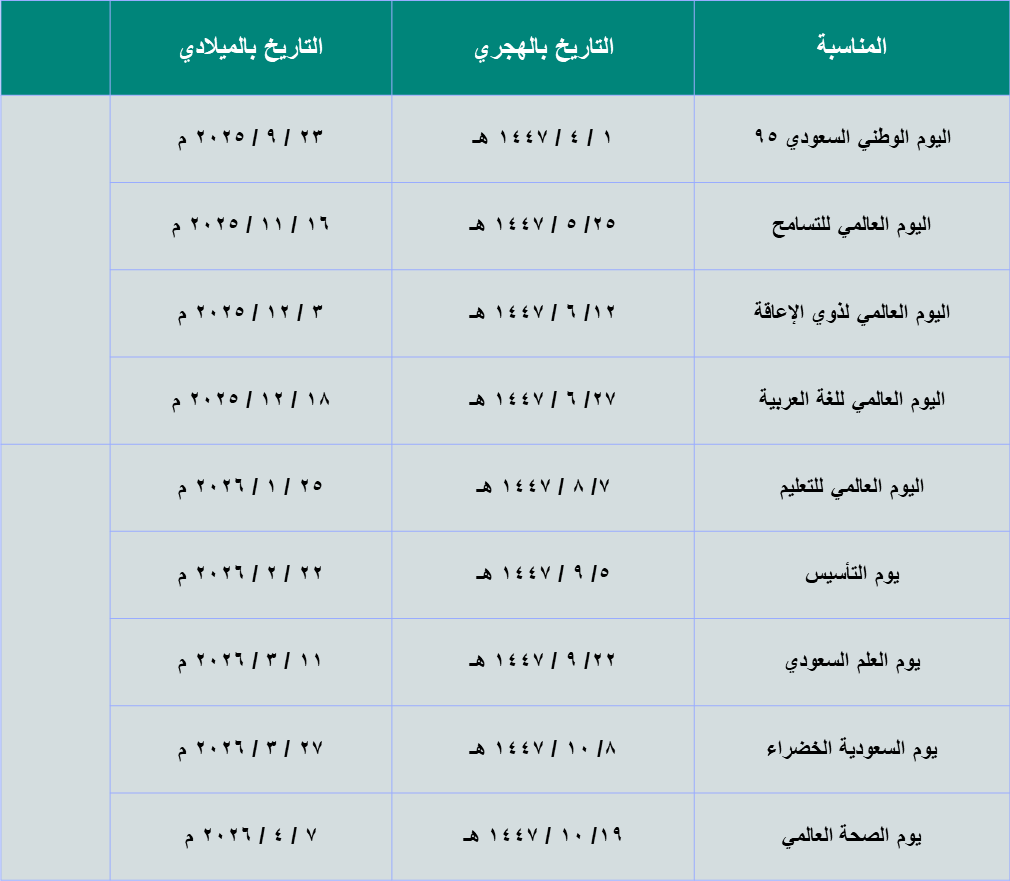 المناسبة التاريخ بالهجري التاريخ بالميلادي
اليوم الوطني السعودي ٩٥ ١ / ٤ / ١٤٤٧ هـ ٢٣ / ٩ / ٢٠٢٥ م
اليوم العالمي للتسامح ٢٥/ ٥ / ١٤٤٧ هـ ١٦ / ١١ / ٢٠٢٥ م
اليوم العالمي لذوي الإعاقة ١٢/ ٦ / ١٤٤٧ هـ ٣ / ١٢ / ٢٠٢٥ م
اليوم العالمي للغة العربية ٢٧/ ٦ / ١٤٤٧ هـ ١٨ / ١٢ / ٢٠٢٥ م
اليوم العالمي للتعليم ٧/ ٨ / ١٤٤٧ هـ ٢٥ / ١ / ٢٠٢٦ م
يوم التأسيس ٥/ ٩ / ١٤٤٧ هـ ٢٢ / ٢ / ٢٠٢٦ م
يوم العلم السعودي ٢٢/ ٩ / ١٤٤٧ هـ ١١ / ٣ / ٢٠٢٦ م
يوم السعودية الخضراء ٨/ ١٠ / ١٤٤٧ هـ ٢٧ / ٣ / ٢٠٢٦ م
يوم الصحة العالمي ١٩/ ١٠ / ١٤٤٧ هـ ٧ / ٤ / ٢٠٢٦ م